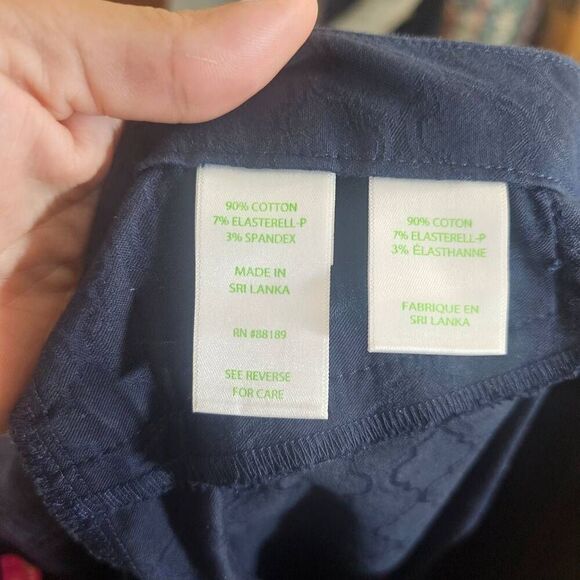 90% COTTON
7% ELASTERELL-P
3% SPANDEX
MADE IN
SRI LANKA
RN #88189
SEE REVERSE
FOR CARE
90% COTON
7% ELASTERELL-P
3% ÉLASTHANNE
FABRIQUE EN
SRI LANKA